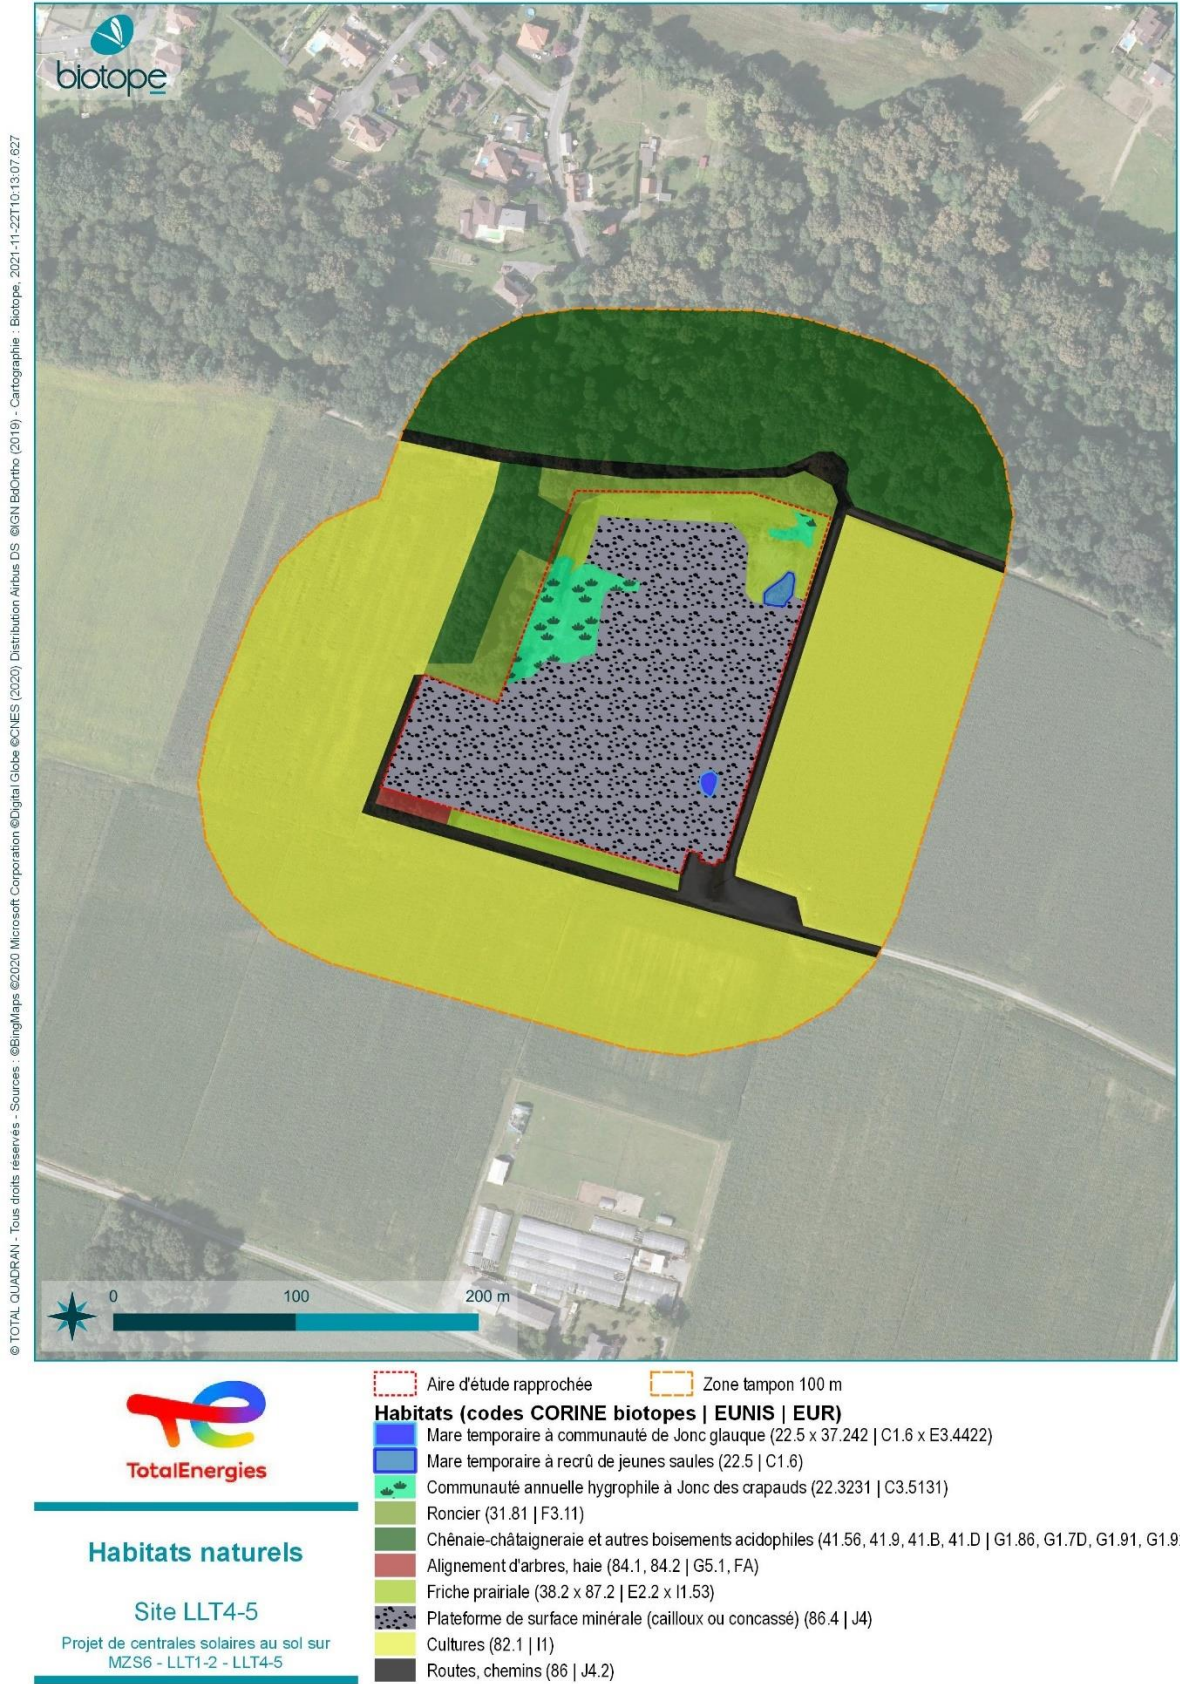 biotope
© TOTAL QUADRAN - Tous droits réservés - Sources : ©BingMaps ©2020 Microsoft Corporation ©Digital Globe ©CNES (2020) Distribution Airbus DS ©IGN BdOrtho (2019) - Cartographie : Biotope, 2021-11-22T10:13:07.627
0 100 200 m
TotalEnergies
Habitats naturels
Site LLT4-5
Projet de centrales solaires au sol sur
MZS6 - LLT1-2 - LLT4-5
Aire d'étude rapprochée
Zone tampon 100 m
Habitats (codes CORINE biotopes | EUNIS | EUR)
Mare temporaire à communauté de Jonc glauque (22.5 x 37.242 | C1.6 x E3.4422)
Mare temporaire à recrû de jeunes saules (22.5 | C1.6)
Communauté annuelle hygrophile à Jonc des crapauds (22.3231 | C3.5131)
Roncier (31.81 | F3.11)
Chênaie-châtaigneraie et autres boisements acidophiles (41.56, 41.9, 41.B, 41.D | G1.86, G1.7D, G1.91, G1.9
Alignement d'arbres, haie (84.1, 84.2 | G5.1, FA)
Friche prairiale (38.2 x 87.2 | E2.2 x I1.53)
Plateforme de surface minérale (cailloux ou concassé) (86.4 | J4)
Cultures (82.1 | I1)
Routes, chemins (86 | J4.2)